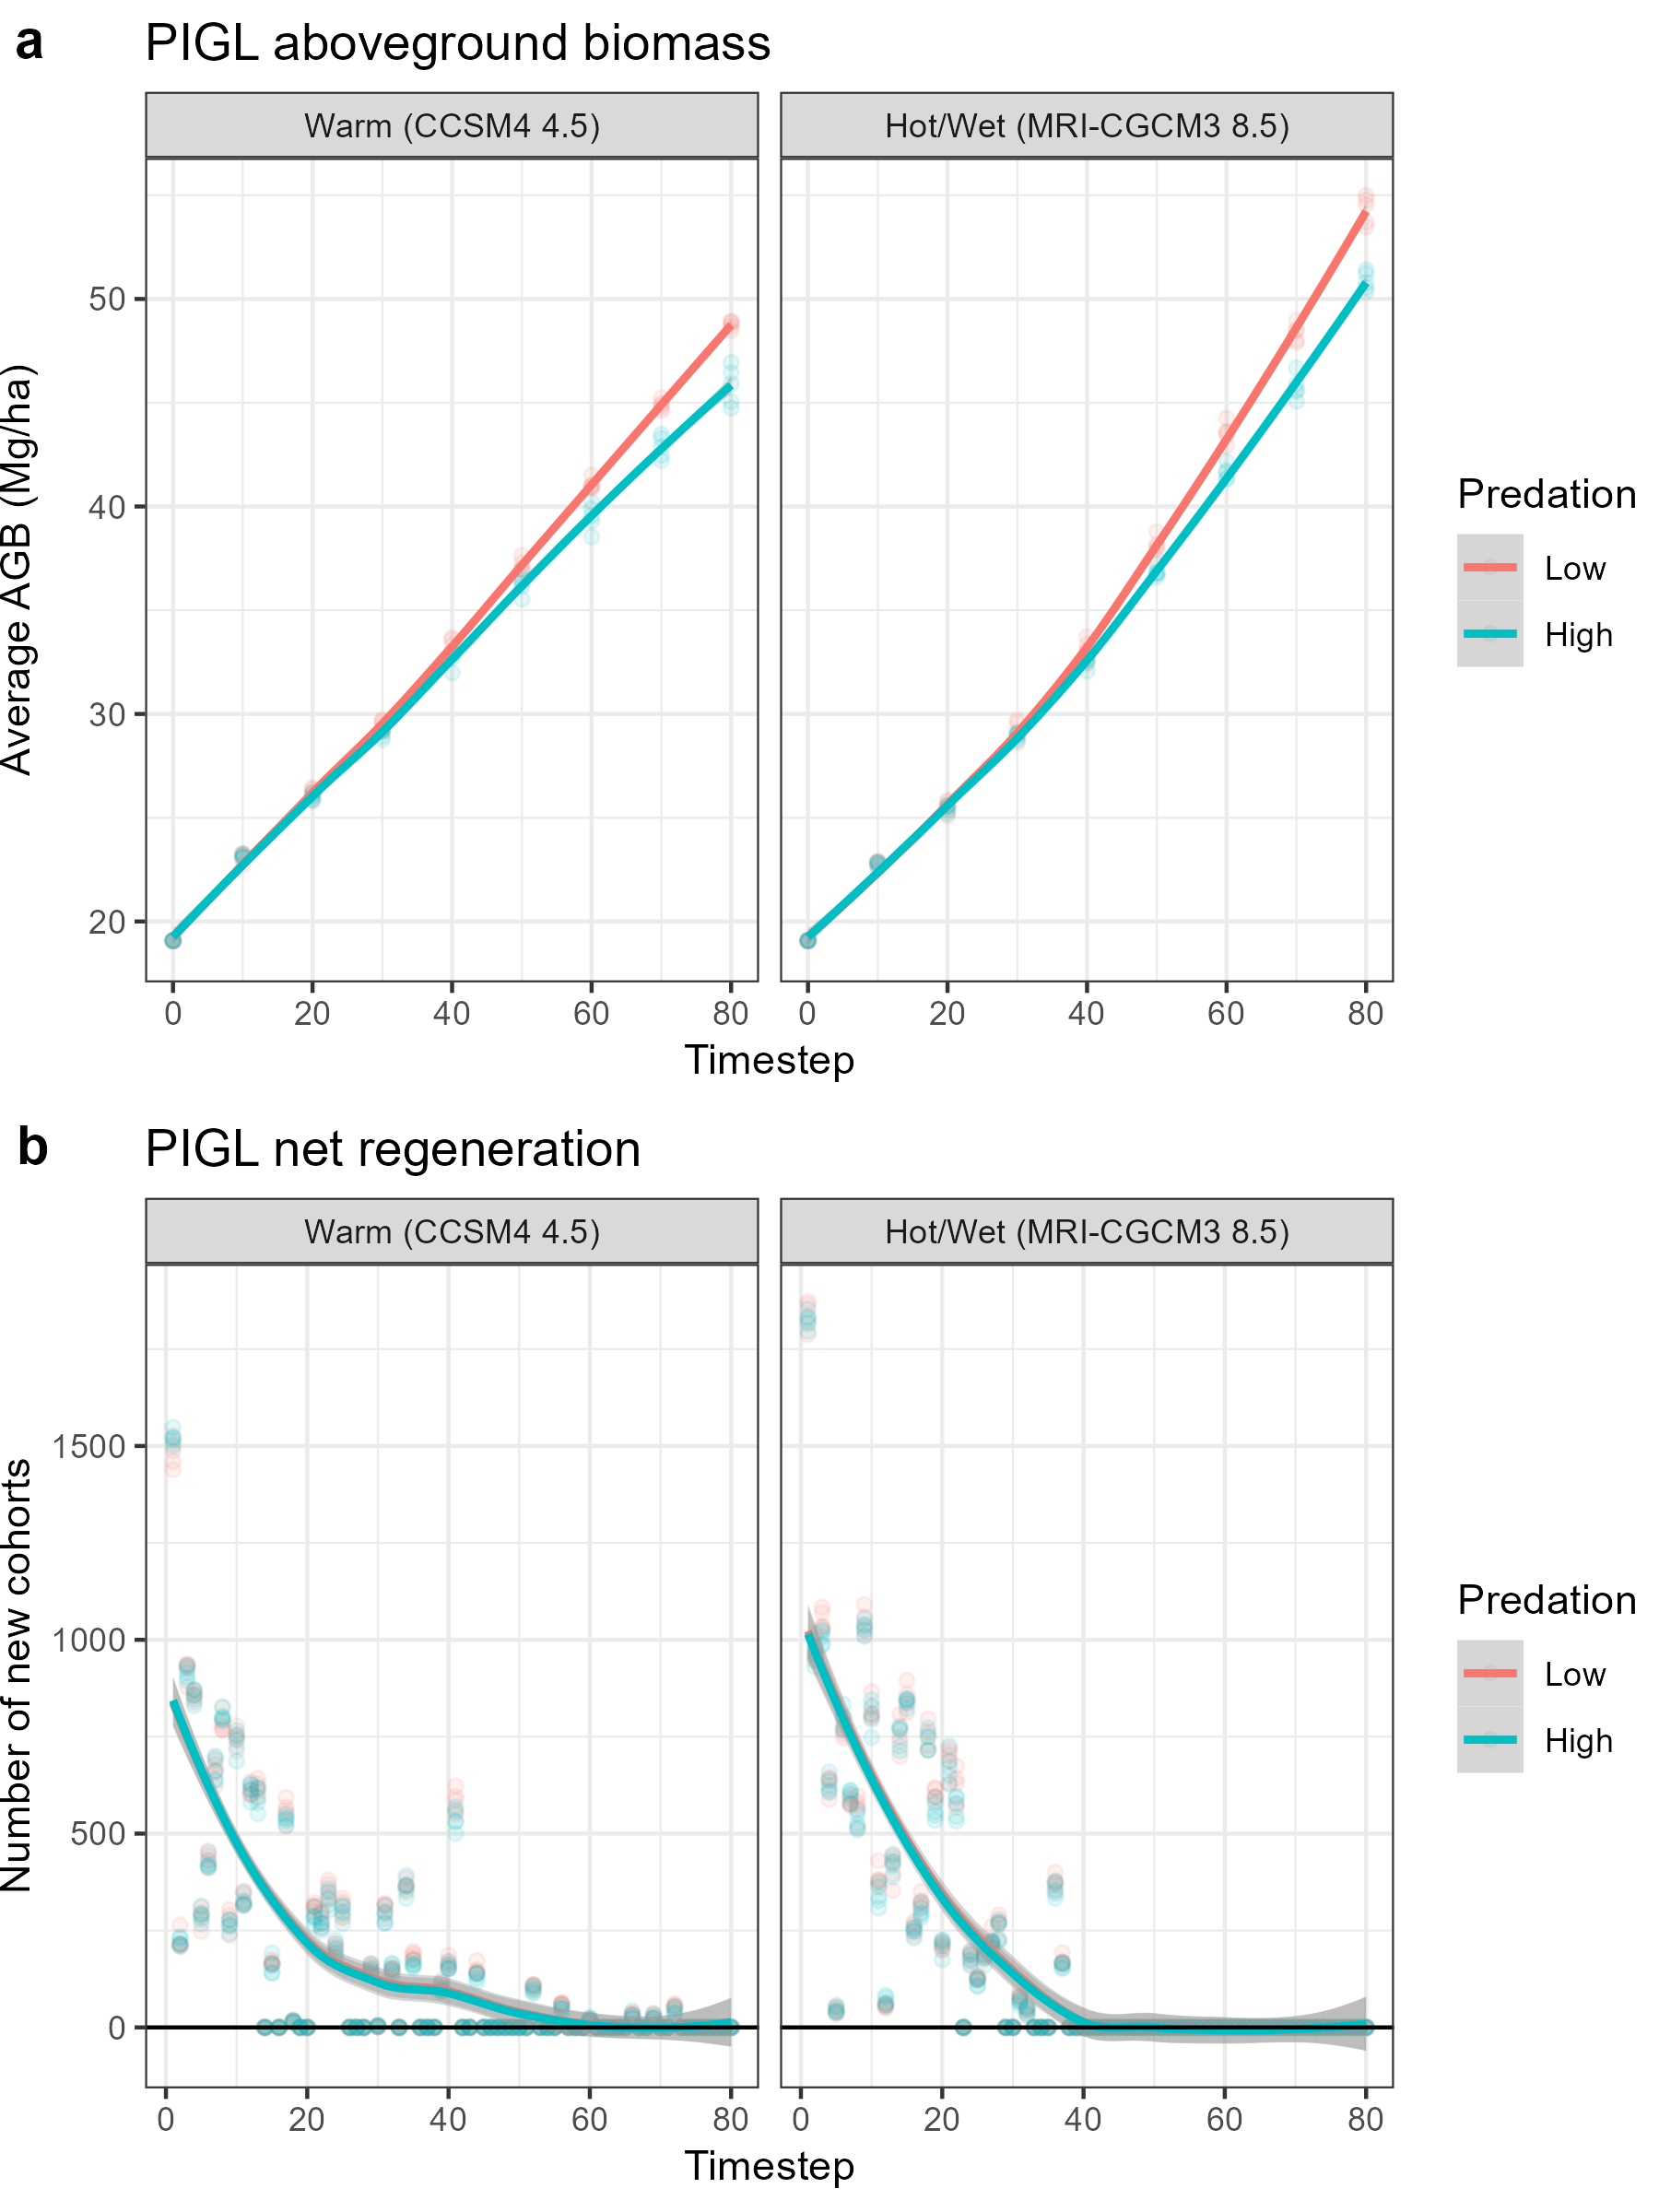 a PIGL aboveground biomass
Warm (CCSM4 4.5) Hot/Wet (MRI-CGCM3 8.5)
Average AGB (Mg/ha)
50
40
30
20
0 20 40 60 80 0 20 40 60 80
Timestep
Predation
Low
High
b PIGL net regeneration
Warm (CCSM4 4.5) Hot/Wet (MRI-CGCM3 8.5)
Number of new cohorts
1500
1000
500
0
0 20 40 60 80 0 20 40 60 80
Timestep
Predation
Low
High